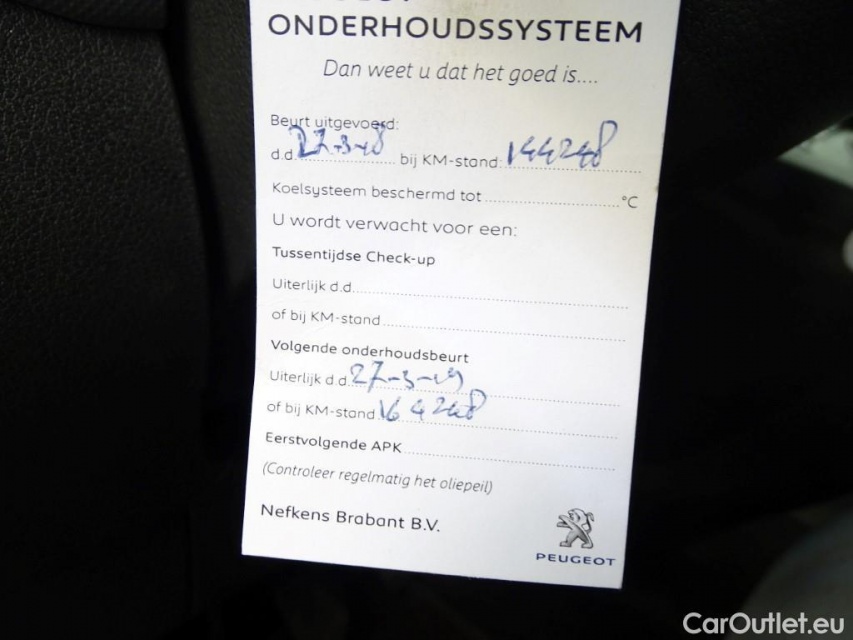 ONDERHOUDSSYSTEEM
Dan weet u dat het goed is....
Beurt uitgevoerd:
d.d. 27-3-18 bij KM-stand: 144248
Koelsysteem beschermd tot °C
U wordt verwacht voor een:
Tussentijdse Check-up
Uiterlijk d.d.
of bij KM-stand
Volgende onderhoudsbeurt
Uiterlijk d.d. 27-3-19
of bij KM-stand 164248
Eerstvolgende APK
(Controleer regelmatig het oliepeil)
Nefkens Brabant B.V.
PEUGEOT
CarOutlet.eu